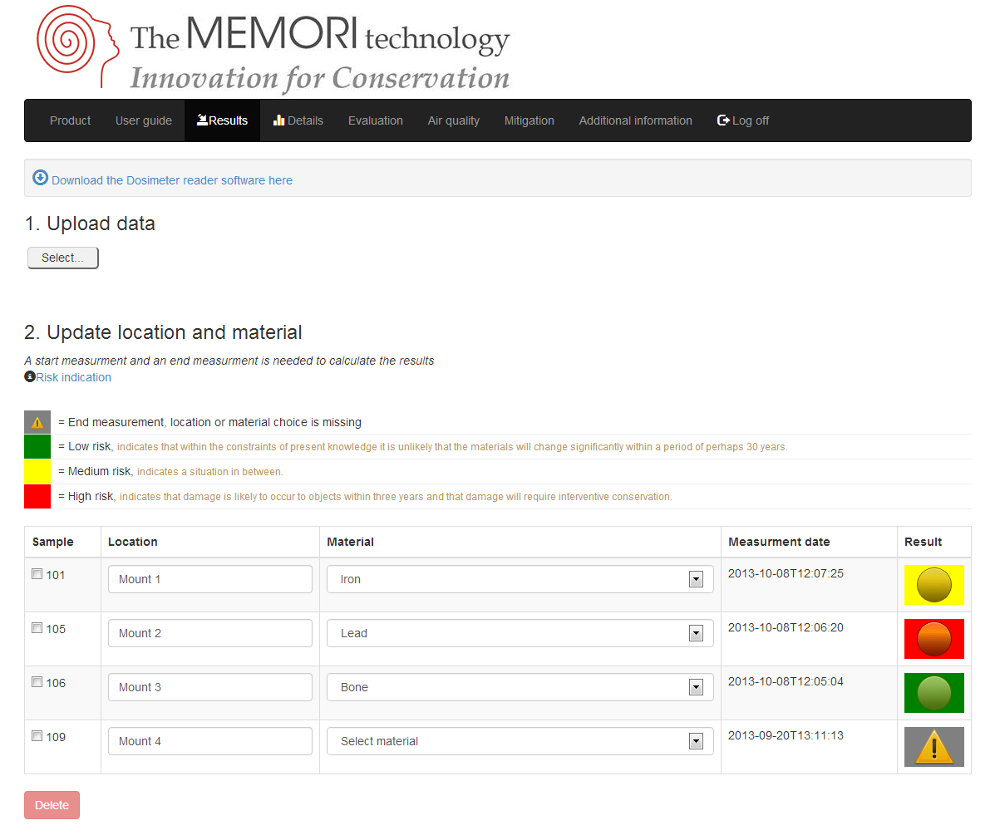 The MEMORI technology
Innovation for Conservation
Product User guide Results Details Evaluation Air quality Mitigation Additional information Log off
Download the Dosimeter reader software here
1. Upload data
Select...
2. Update location and material
A start measurment and an end measurment is needed to calculate the results
Risk indication
= End measurement, location or material choice is missing
= Low risk, indicates that within the constraints of present knowledge it is unlikely that the materials will change significantly within a period of perhaps 30 years.
= Medium risk, indicates a situation in between.
= High risk, indicates that damage is likely to occur to objects within three years and that damage will require interventive conservation.
Sample Location Material Measurment date Result
101 Mount 1 Iron 2013-10-08T12:07:25
105 Mount 2 Lead 2013-10-08T12:06:20
106 Mount 3 Bone 2013-10-08T12:05:04
109 Mount 4 Select material 2013-09-20T13:11:13
Delete